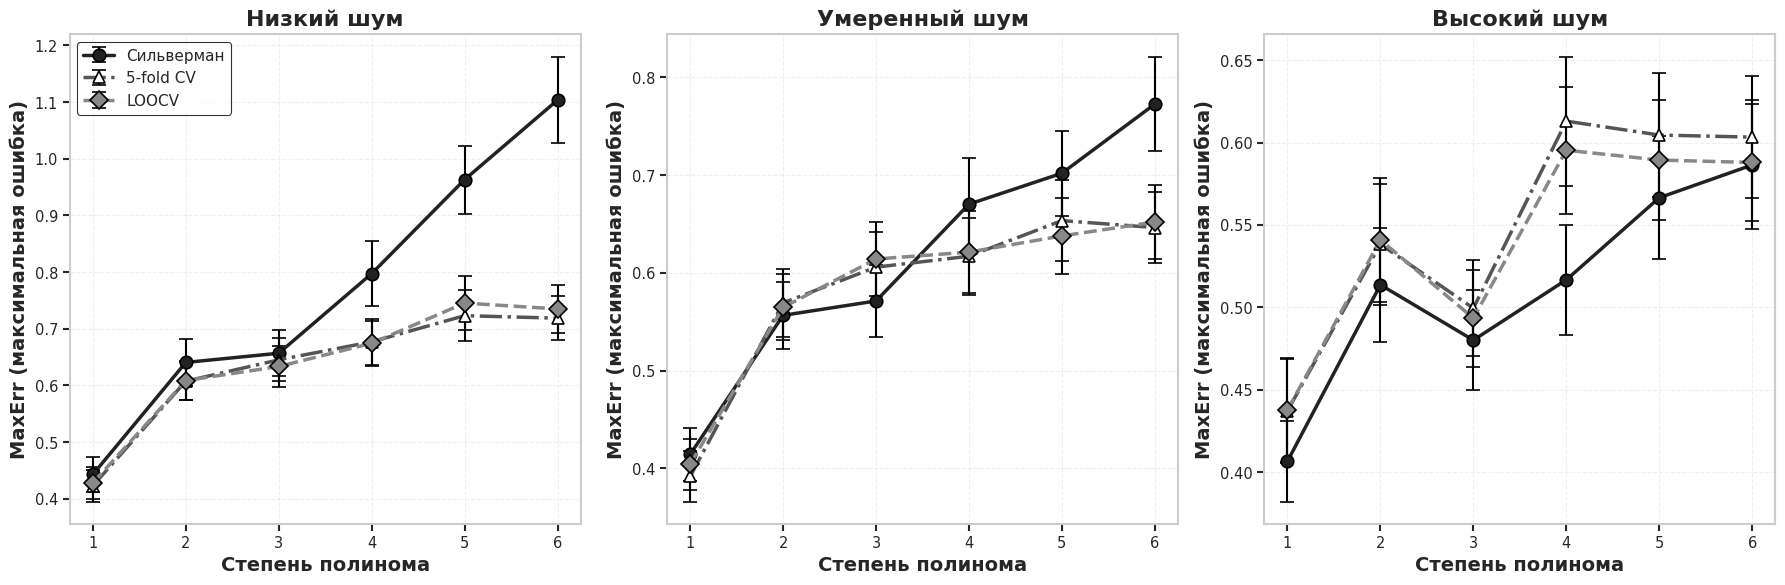 Низкий шум
MaxErr (максимальная ошибка)
1.2
1.1
1.0
0.9
0.8
0.7
0.6
0.5
0.4
Сильверман
5-fold CV
LOOCV
1 2 3 4 5 6
Степень полинома
Умеренный шум
MaxErr (максимальная ошибка)
0.8
0.7
0.6
0.5
0.4
1 2 3 4 5 6
Степень полинома
Высокий шум
MaxErr (максимальная ошибка)
0.65
0.60
0.55
0.50
0.45
0.40
1 2 3 4 5 6
Степень полинома